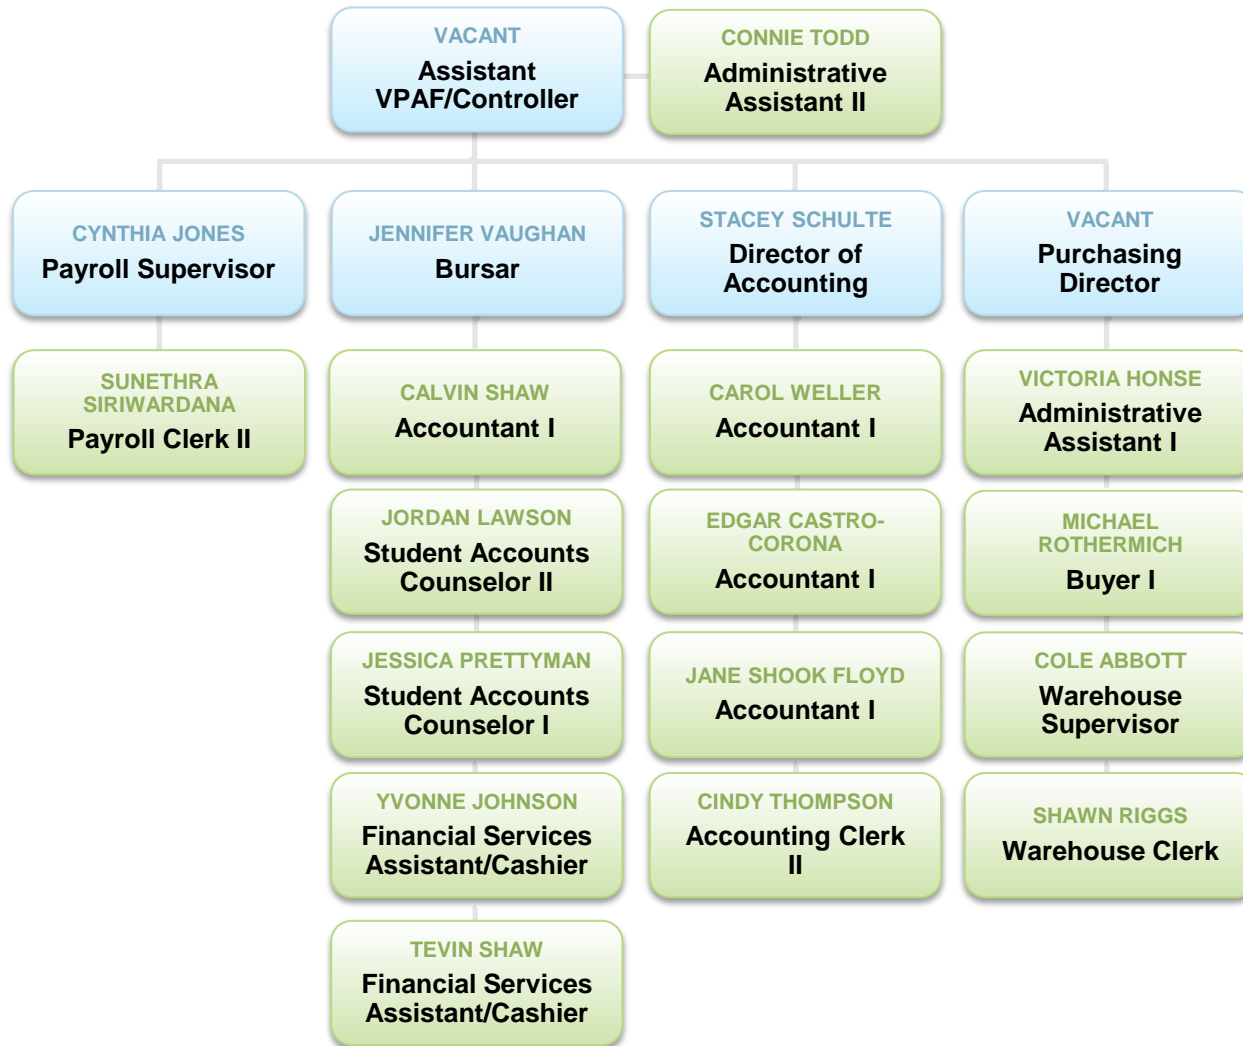 VACANT
Assistant
VPAF/Controller
CONNIE TODD
Administrative
Assistant II
CYNTHIA JONES
Payroll Supervisor
JENNIFER VAUGHAN
Bursar
STACEY SCHULTE
Director of
Accounting
VACANT
Purchasing
Director
SUNETHRA
SIRIWARDANA
Payroll Clerk II
CALVIN SHAW
Accountant I
CAROL WELLER
Accountant I
VICTORIA HONSE
Administrative
Assistant I
JORDAN LAWSON
Student Accounts
Counselor II
EDGAR CASTRO-
CORONA
Accountant I
MICHAEL
ROTHERMICH
Buyer I
JESSICA PRETTYMAN
Student Accounts
Counselor I
JANE SHOOK FLOYD
Accountant I
COLE ABBOTT
Warehouse
Supervisor
YVONNE JOHNSON
Financial Services
Assistant/Cashier
CINDY THOMPSON
Accounting Clerk
II
SHAWN RIGGS
Warehouse Clerk
TEVIN SHAW
Financial Services
Assistant/Cashier